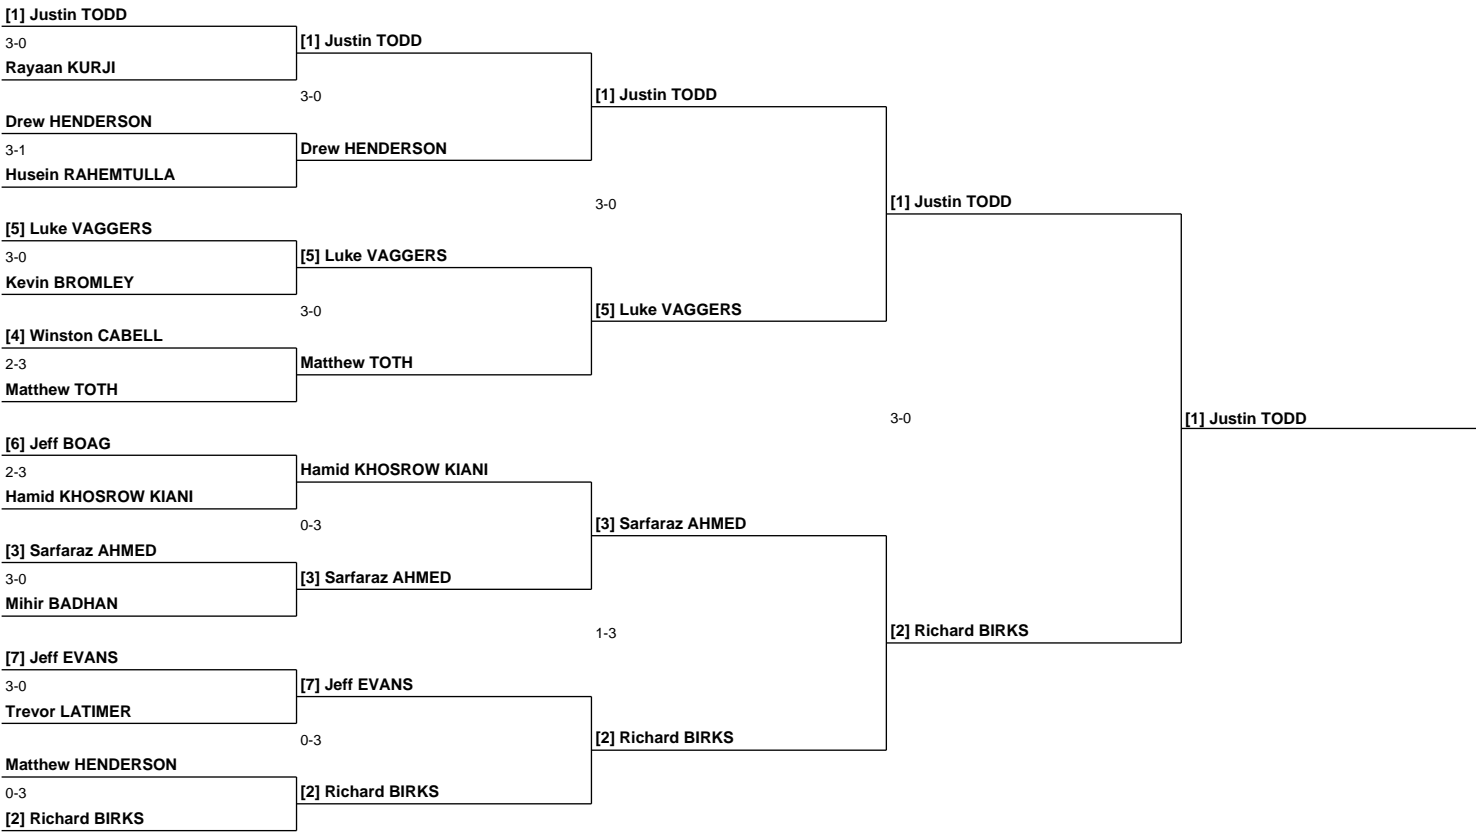 [1] Justin TODD
3-0
Rayaan KURJI
Drew HENDERSON
3-1
Husein RAHEMTULLA
[5] Luke VAGGERS
3-0
Kevin BROMLEY
[4] Winston CABELL
2-3
Matthew TOTH
[6] Jeff BOAG
2-3
Hamid KHOSROW KIANI
[3] Sarfaraz AHMED
3-0
Mihir BADHAN
[7] Jeff EVANS
3-0
Trevor LATIMER
Matthew HENDERSON
0-3
[2] Richard BIRKS
[1] Justin TODD
3-0
Drew HENDERSON
[5] Luke VAGGERS
3-0
Matthew TOTH
Hamid KHOSROW KIANI
0-3
[3] Sarfaraz AHMED
[7] Jeff EVANS
0-3
[2] Richard BIRKS
[1] Justin TODD
3-0
[5] Luke VAGGERS
[3] Sarfaraz AHMED
1-3
[2] Richard BIRKS
[1] Justin TODD
3-0
[2] Richard BIRKS
[1] Justin TODD